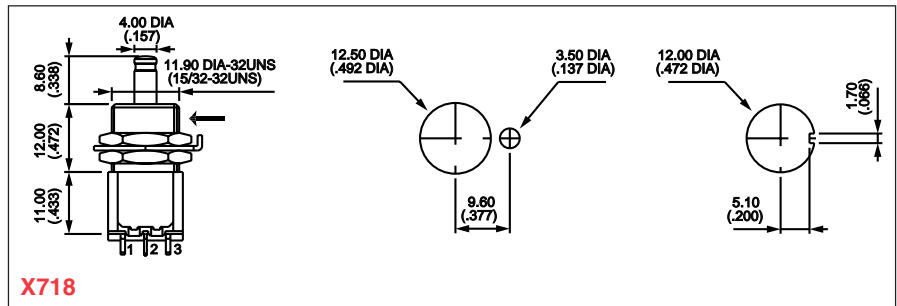 4.00 DIA
(.157)
11.90 DIA-32UNS
(15/32-32UNS)
8.60
(.338)
12.00
(.472)
11.00
(.433)
1 2 3
12.50 DIA
(.492 DIA)
3.50 DIA
(.137 DIA)
9.60
(.377)
12.00 DIA
(.472 DIA)
1.70
(.066)
5.10
(.200)
X718